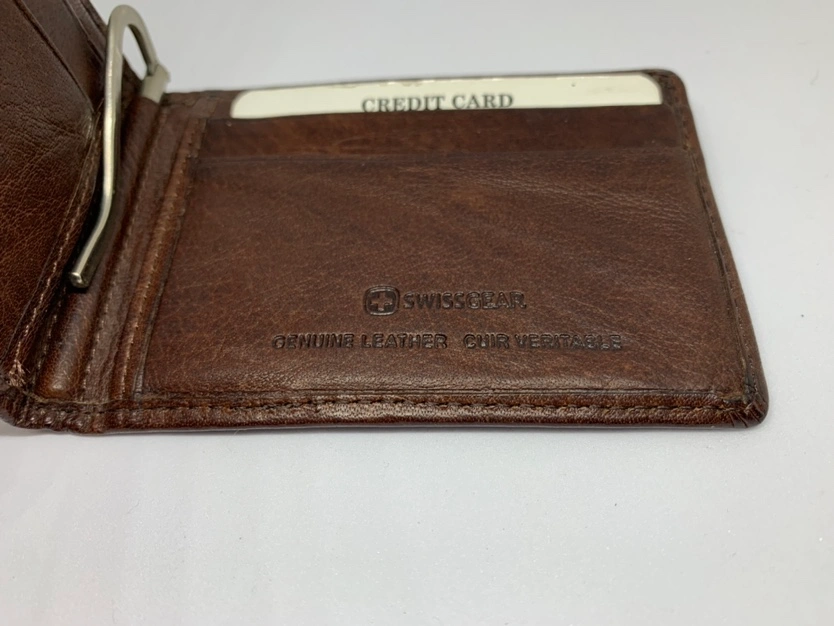 CREDIT CARD
SWISSGEAR
GENUINE LEATHER CUIR VERITABLE